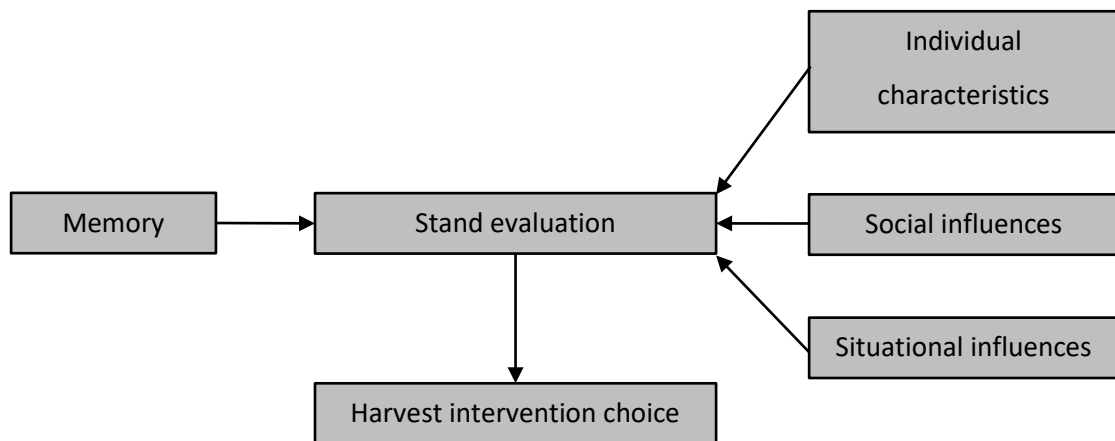 Individual
characteristics
Memory
Stand evaluation
Social influences
Situational influences
Harvest intervention choice